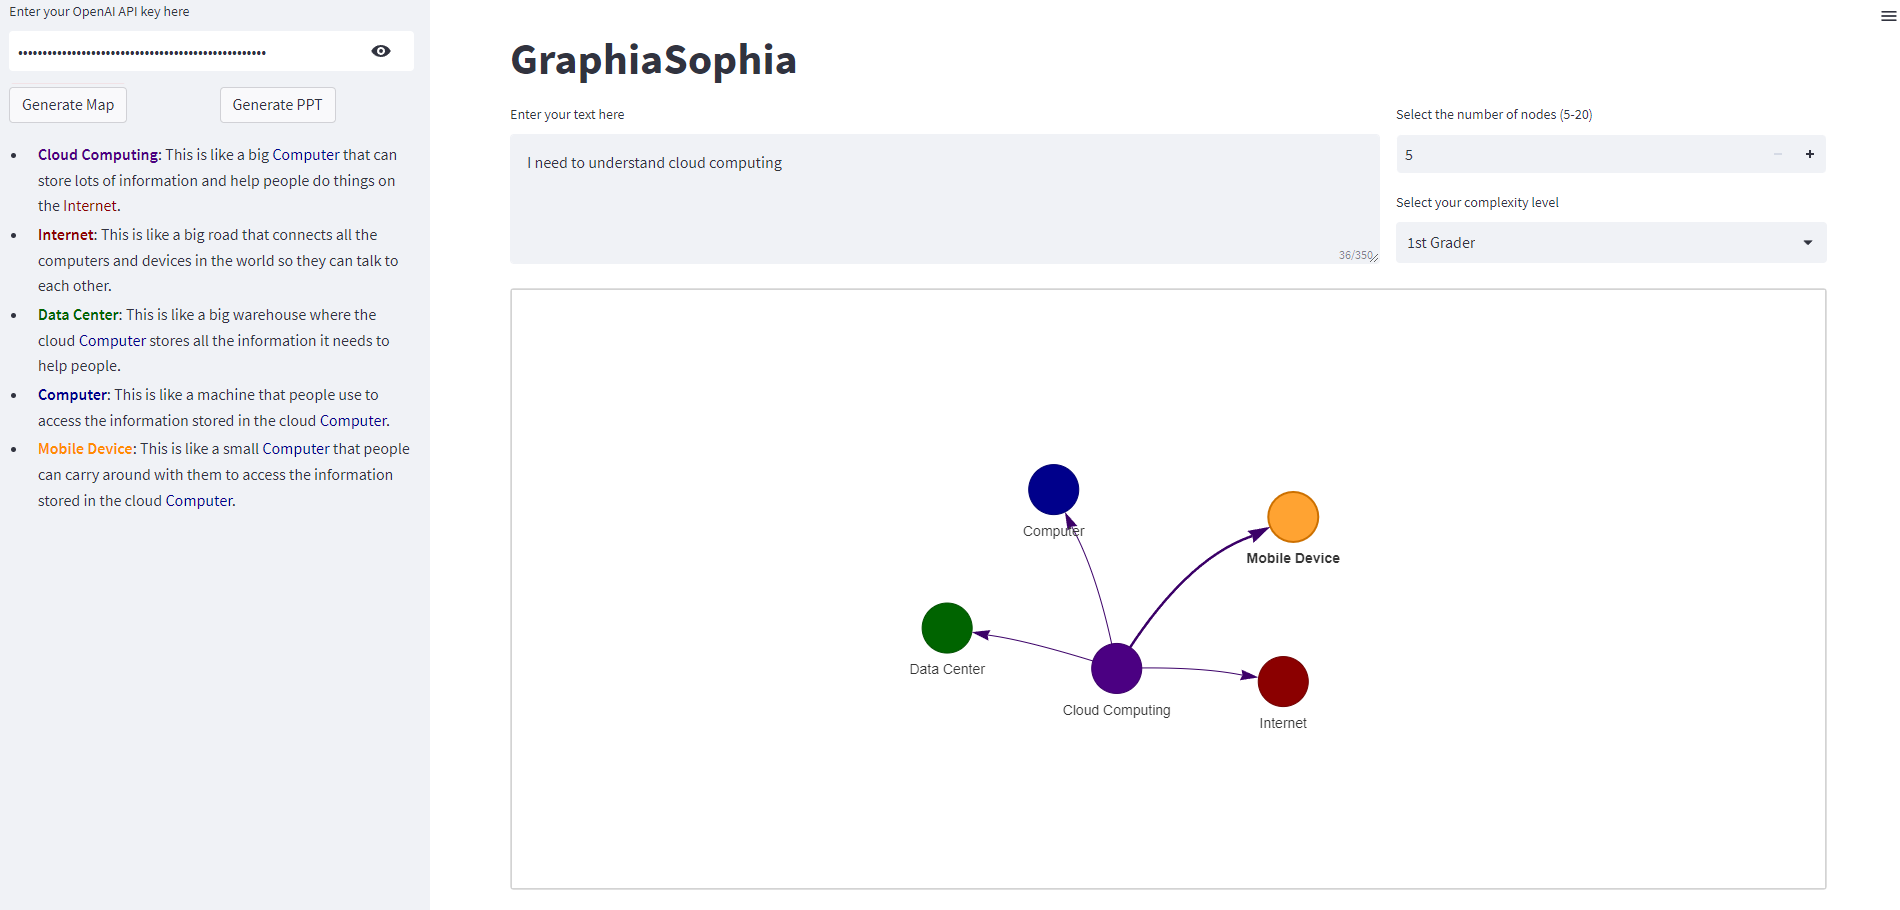 Enter your OpenAI API key here
Generate Map
Generate PPT
Cloud Computing: This is like a big Computer that can
store lots of information and help people do things on
the Internet.
Internet: This is like a big road that connects all the
computers and devices in the world so they can talk to
each other.
Data Center: This is like a big warehouse where the
cloud Computer stores all the information it needs to
help people.
Computer: This is like a machine that people use to
access the information stored in the cloud Computer.
Mobile Device: This is like a small Computer that people
can carry around with them to access the information
stored in the cloud Computer.
GraphiaSophia
Enter your text here
I need to understand cloud computing
36/350
Select the number of nodes (5-20)
5
Select your complexity level
1st Grader
Computer
Mobile Device
Data Center
Cloud Computing
Internet